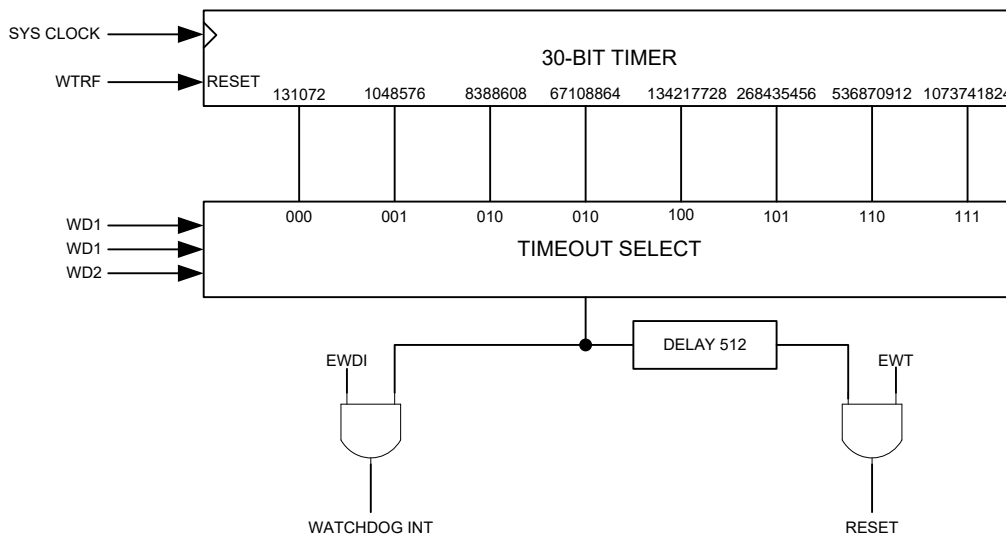 SYS CLOCK
30-BIT TIMER
WTRF
RESET
131072 1048576 8388608 67108864 134217728 268435456 536870912 1073741824
000 001 010 010 100 101 110 111
WD1
WD1
TIMEOUT SELECT
WD2
DELAY 512
EWDI
EWT
WATCHDOG INT
RESET